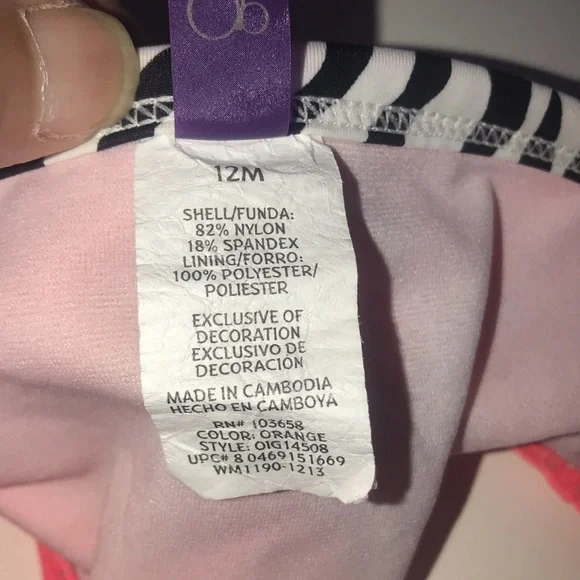 12M
SHELL/FUNDA:
82% NYLON
18% SPANDEX
LINING/FORRO:
100% POLYESTER/
POLIESTER
EXCLUSIVE OF
DECORATION
EXCLUSIVO DE
DECORACIÓN
MADE IN CAMBODIA
HECHO EN CAMBOYA
RN# 103658
COLOR: ORANGE
STYLE: OIG14508
UPC# 8 0469151669
WM1190-1213